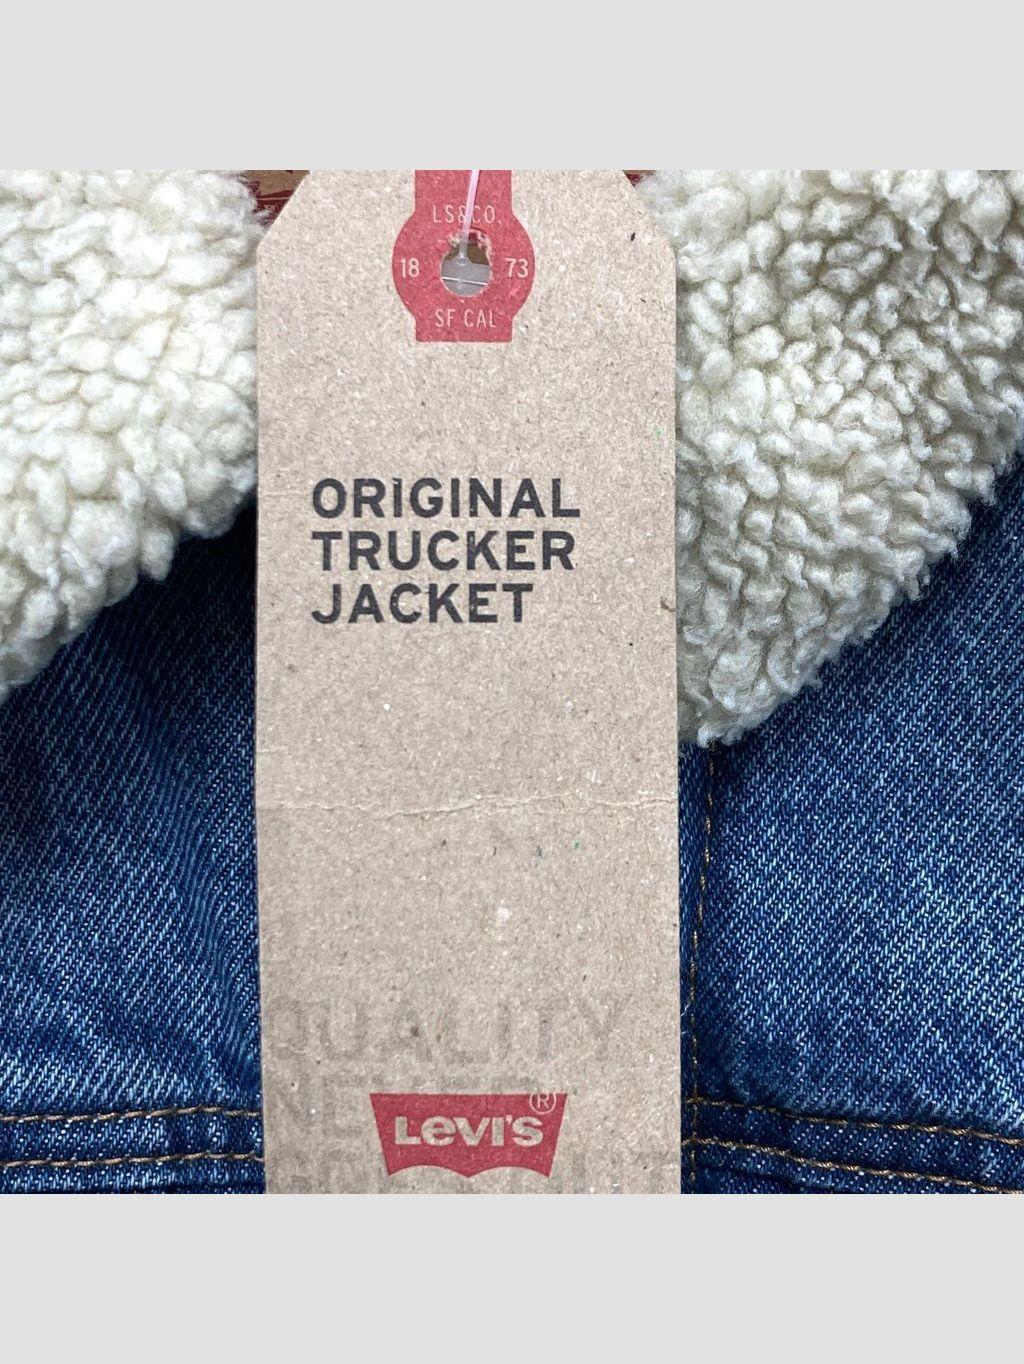 LS&CO.
18 73
SF CAL
ORIGINAL
TRUCKER
JACKET
QUALITY
LEVI'S®